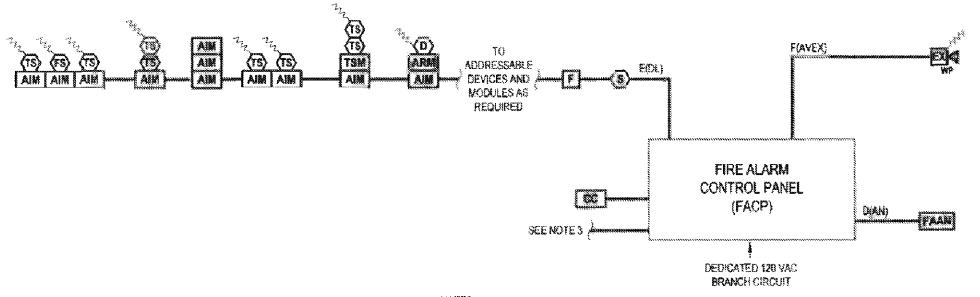 TS
FS
TS
AIM
AIM
AIM
TS
TSM
AIM
AIM
AIM
AIM
TS
TS
AIM
AIM
TS
TS
TSM
AIM
D
ARM
AIM
TO
ADDRESSABLE
DEVICES AND
MODULES AS
REQUIRED
F
S
E(DL)
F(AVEX)
EX
WP
FIRE ALARM
CONTROL PANEL
(FACP)
SEE NOTE 3
D(AN)
FAAN
DEDICATED 120 VAC
BRANCH CIRCUIT